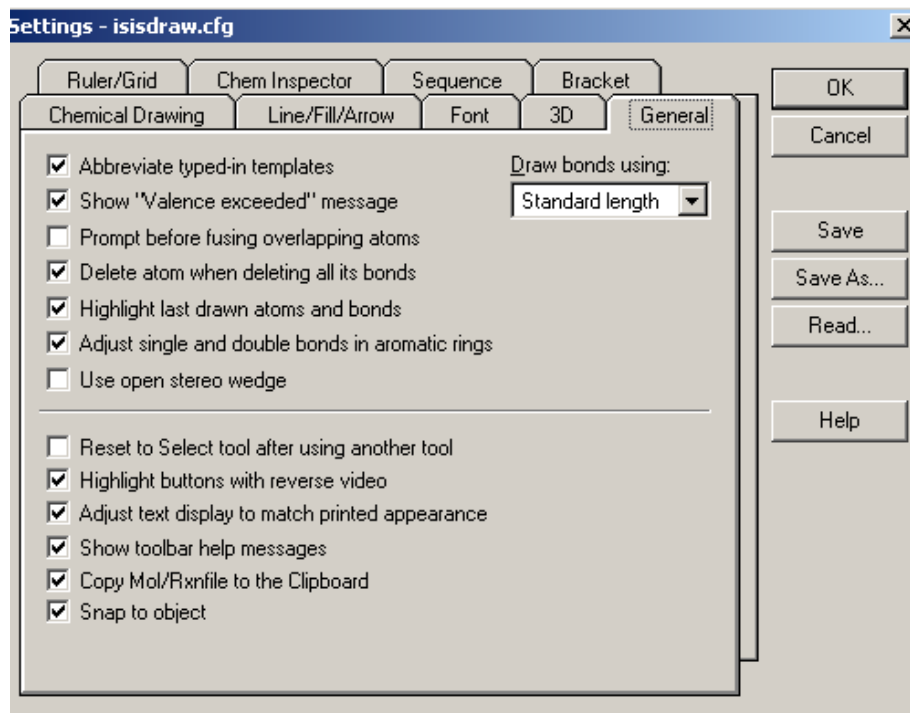 Settings - isisdraw.cfg
Ruler/Grid Chem Inspector Sequence Bracket
Chemical Drawing Line/Fill/Arrow Font 3D General
Abbreviate typed-in templates
Show "Valence exceeded" message
Prompt before fusing overlapping atoms
Delete atom when deleting all its bonds
Highlight last drawn atoms and bonds
Adjust single and double bonds in aromatic rings
Use open stereo wedge
Draw bonds using:
Standard length
Reset to Select tool after using another tool
Highlight buttons with reverse video
Adjust text display to match printed appearance
Show toolbar help messages
Copy Mol/Rxnfile to the Clipboard
Snap to object
OK
Cancel
Save
Save As...
Read...
Help